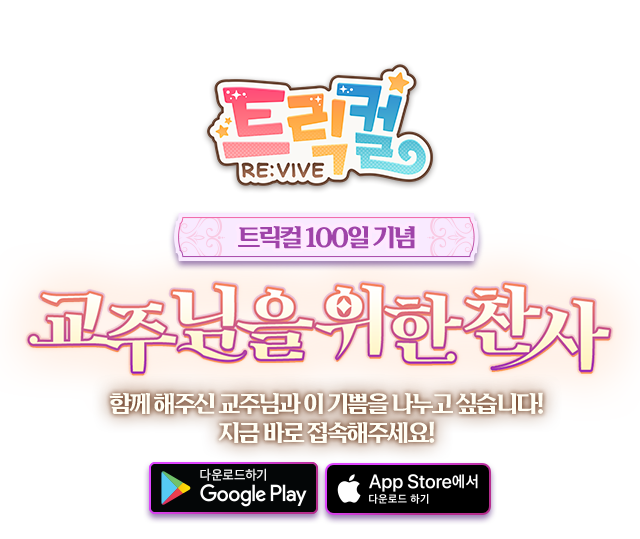 트릭컬
RE:VIVE
트릭컬 100일 기념
교주님을 위한 찬사
함께 해주신 교주님과 이 기쁨을 나누고 싶습니다!
지금 바로 접속해주세요!
다운로드하기
Google Play
App Store에서
다운로드 하기